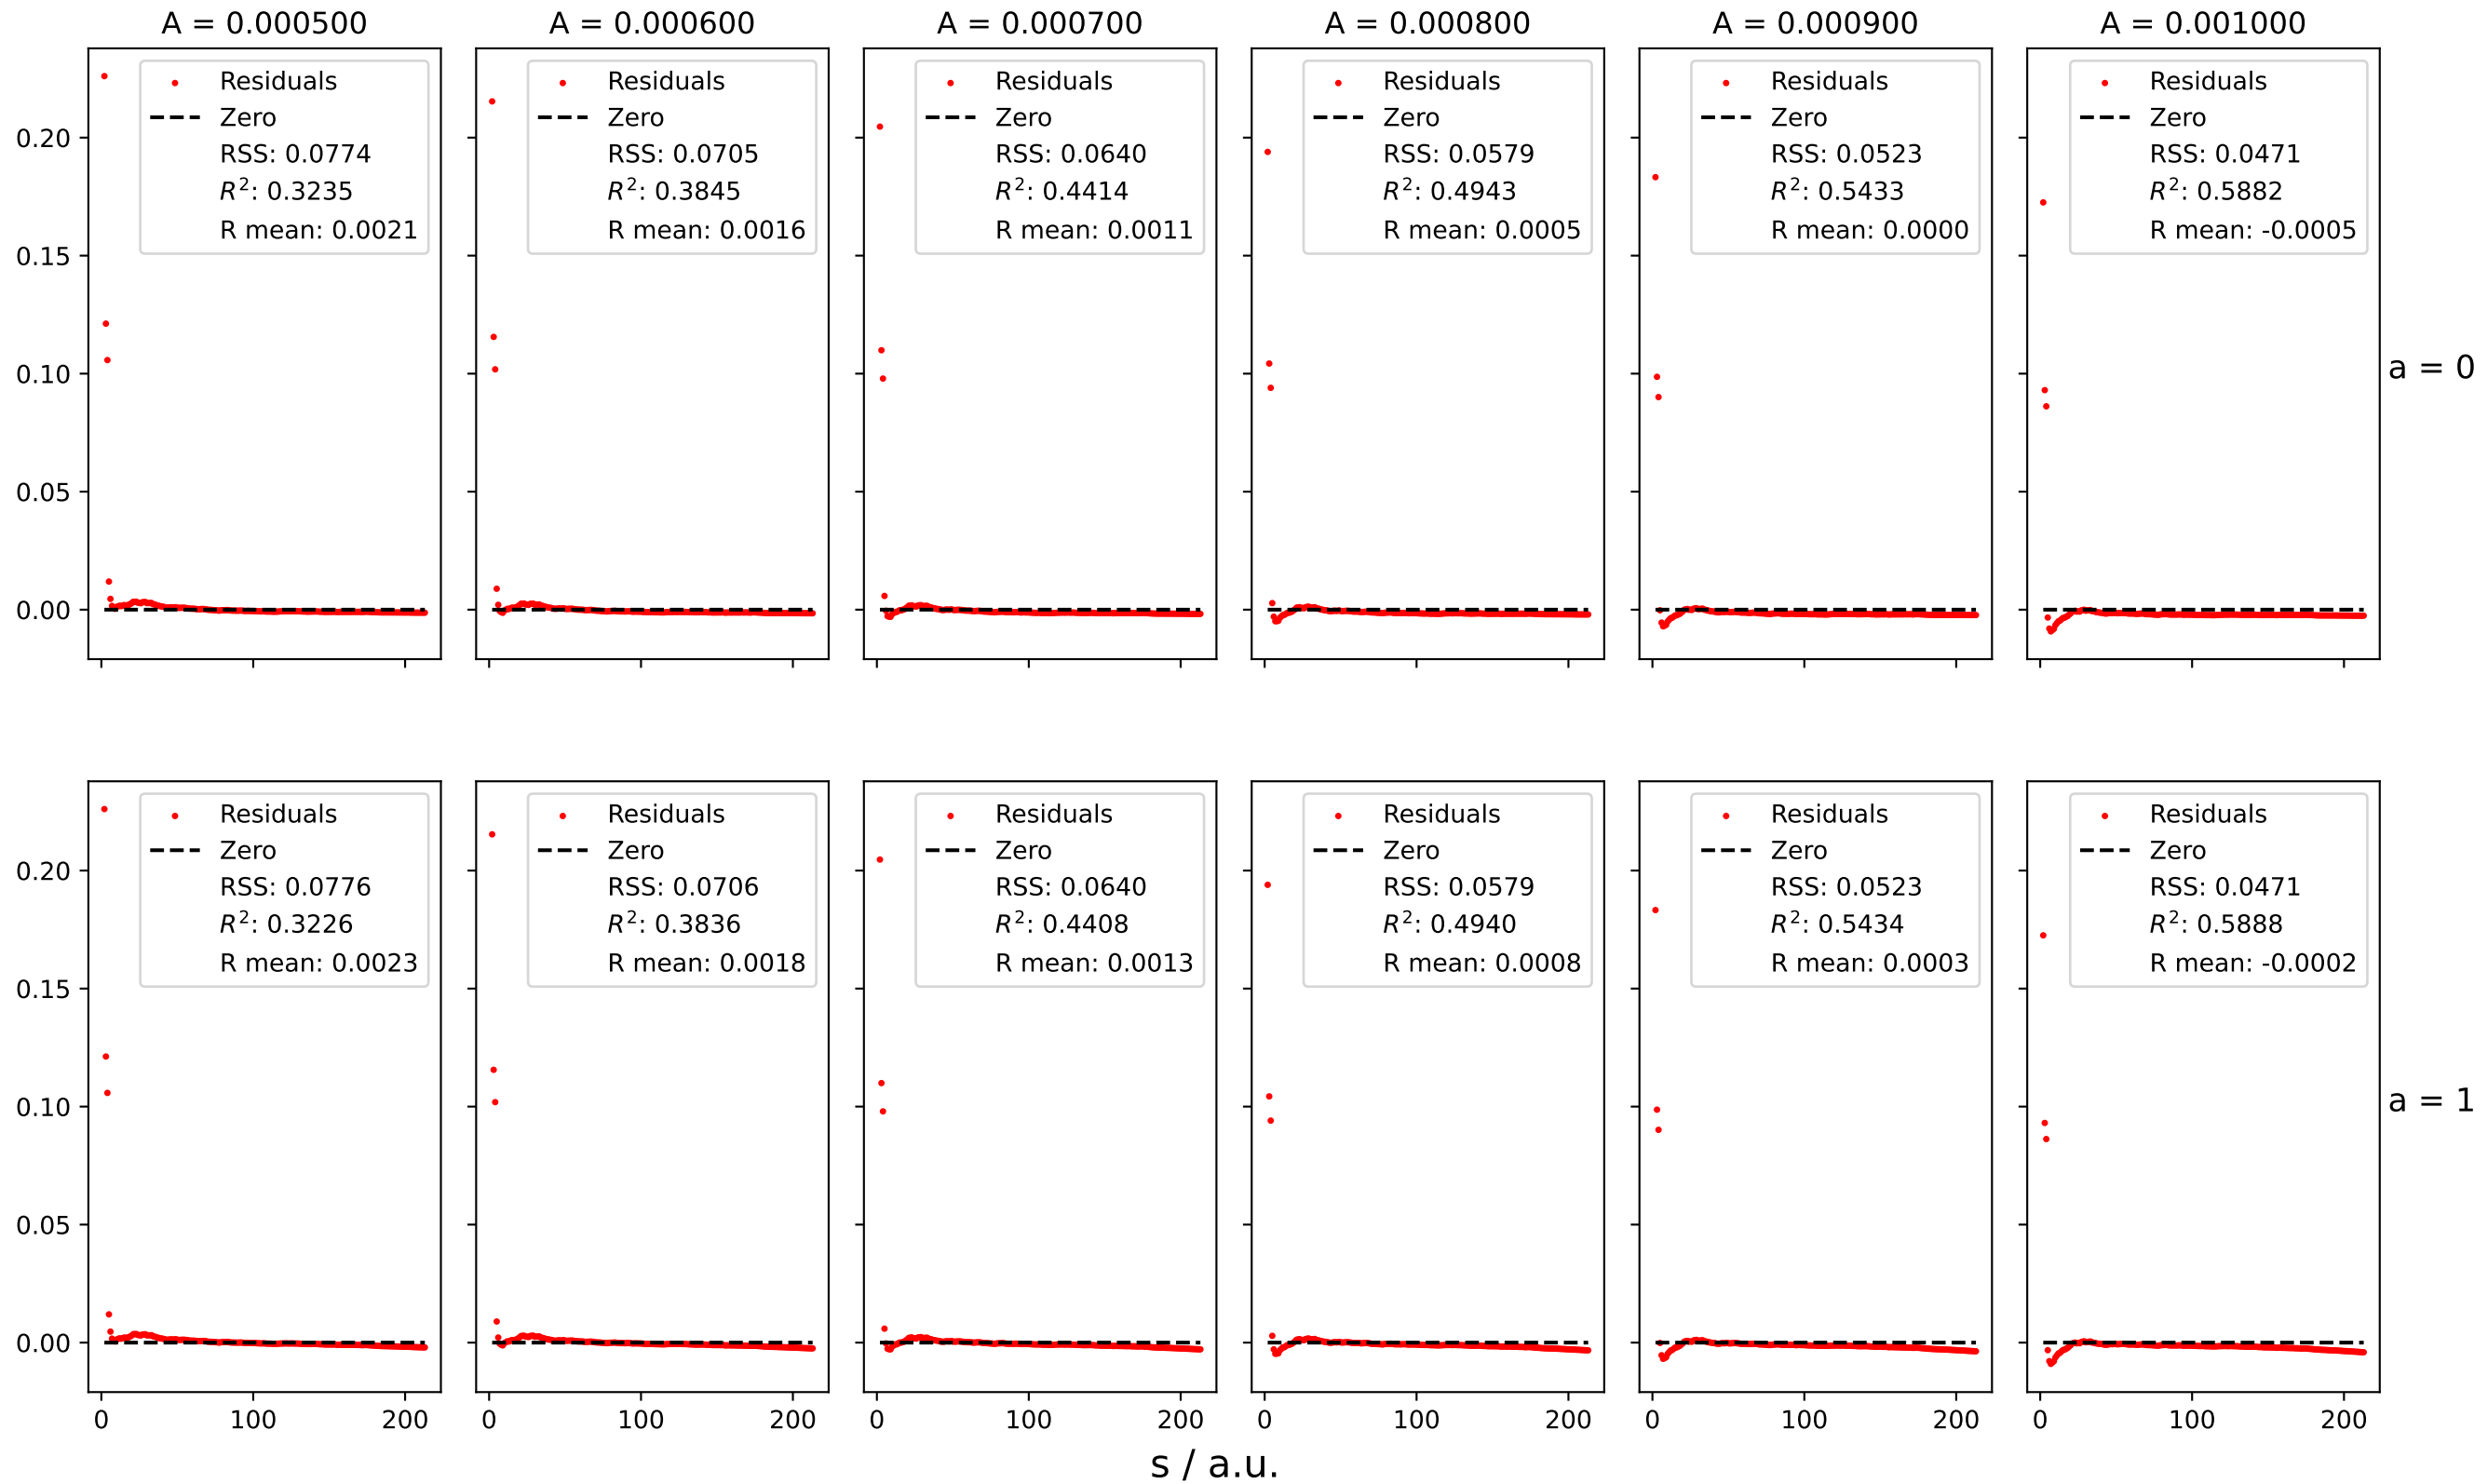 A = 0.000500
A = 0.000600
A = 0.000700
A = 0.000800
A = 0.000900
A = 0.001000
0.20
0.15
0.10
0.05
0.00
Residuals
Zero
RSS: 0.0774
R²: 0.3235
R mean: 0.0021
Residuals
Zero
RSS: 0.0705
R²: 0.3845
R mean: 0.0016
Residuals
Zero
RSS: 0.0640
R²: 0.4414
R mean: 0.0011
Residuals
Zero
RSS: 0.0579
R²: 0.4943
R mean: 0.0005
Residuals
Zero
RSS: 0.0523
R²: 0.5433
R mean: 0.0000
Residuals
Zero
RSS: 0.0471
R²: 0.5882
R mean: -0.0005
a = 0
0.20
0.15
0.10
0.05
0.00
Residuals
Zero
RSS: 0.0776
R²: 0.3226
R mean: 0.0023
Residuals
Zero
RSS: 0.0706
R²: 0.3836
R mean: 0.0018
Residuals
Zero
RSS: 0.0640
R²: 0.4408
R mean: 0.0013
Residuals
Zero
RSS: 0.0579
R²: 0.4940
R mean: 0.0008
Residuals
Zero
RSS: 0.0523
R²: 0.5434
R mean: 0.0003
Residuals
Zero
RSS: 0.0471
R²: 0.5888
R mean: -0.0002
a = 1
0 100 200
0 100 200
0 100 200
0 100 200
0 100 200
0 100 200
s / a.u.